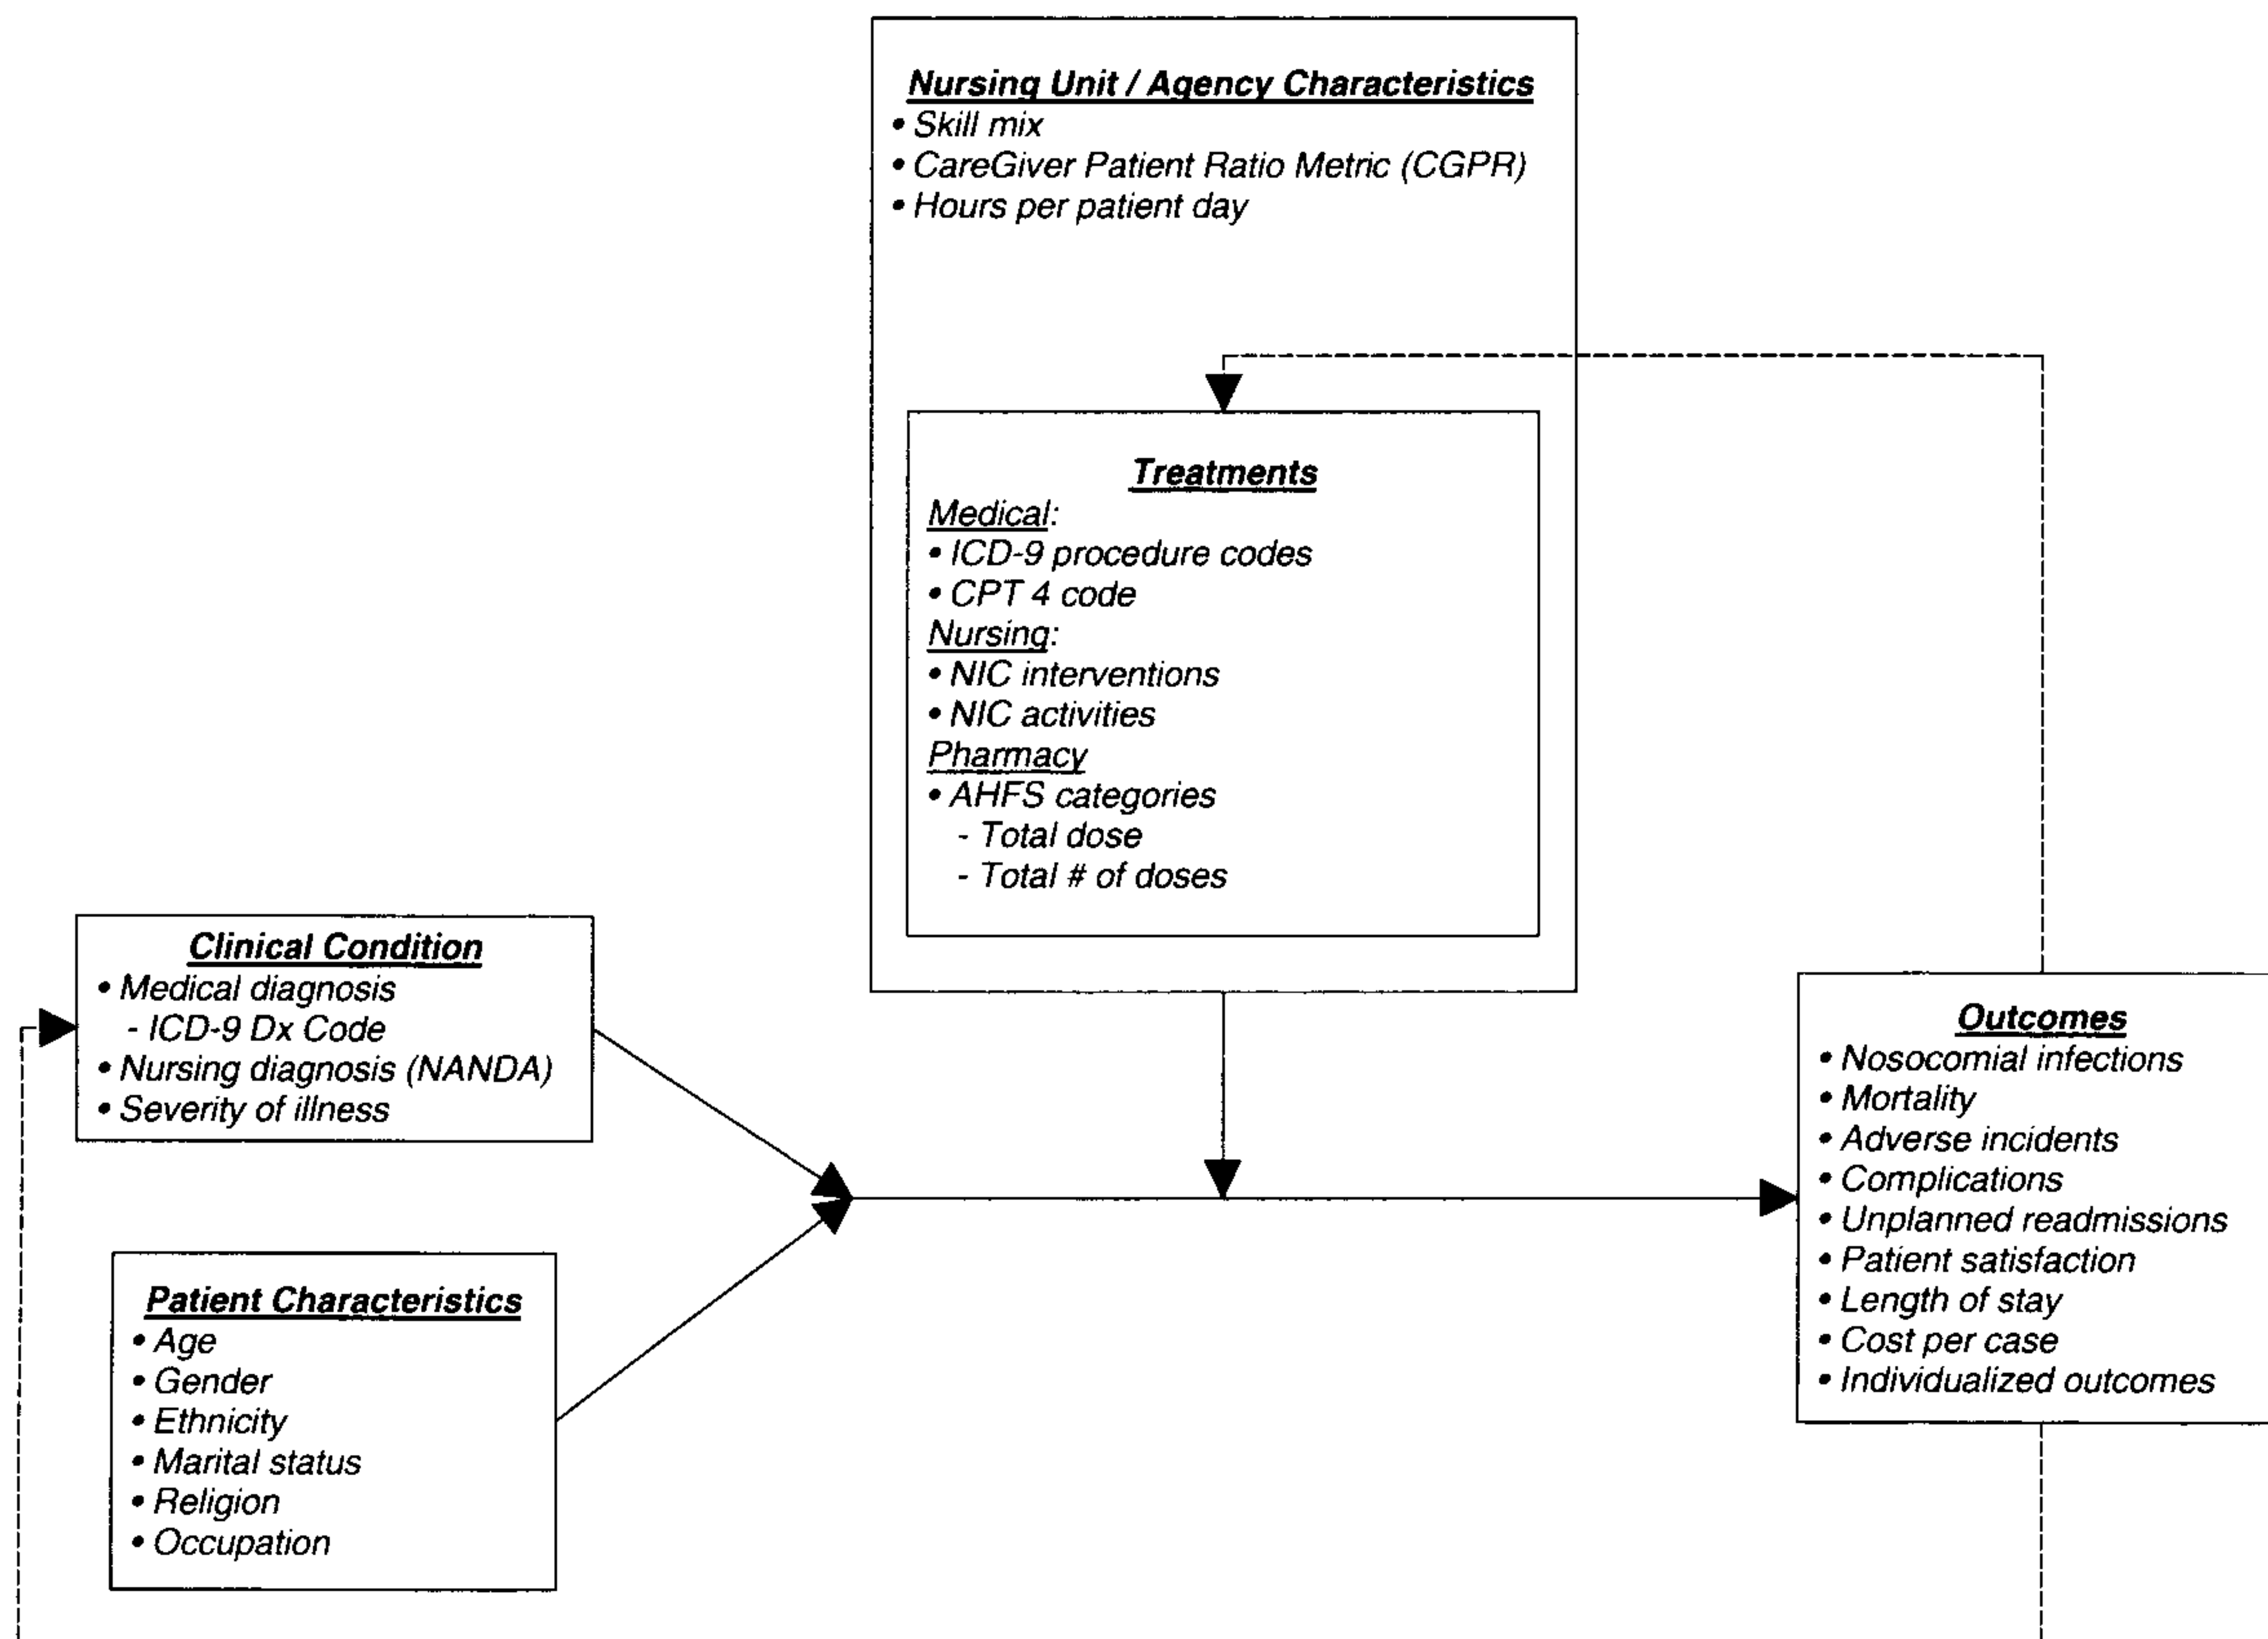 Nursing Unit / Agency Characteristics
• Skill mix
• CareGiver Patient Ratio Metric (CGPR)
• Hours per patient day
Treatments
Medical:
• ICD-9 procedure codes
• CPT 4 code
Nursing:
• NIC interventions
• NIC activities
Pharmacy
• AHFS categories
- Total dose
- Total # of doses
Clinical Condition
• Medical diagnosis
- ICD-9 Dx Code
• Nursing diagnosis (NANDA)
• Severity of illness
Patient Characteristics
• Age
• Gender
• Ethnicity
• Marital status
• Religion
• Occupation
Outcomes
• Nosocomial infections
• Mortality
• Adverse incidents
• Complications
• Unplanned readmissions
• Patient satisfaction
• Length of stay
• Cost per case
• Individualized outcomes